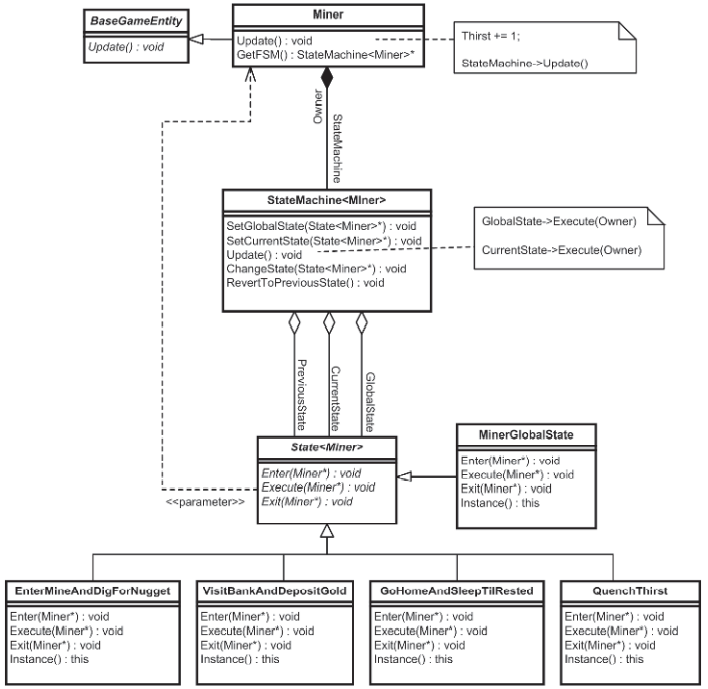 BaseGameEntity
Update() : void
Miner
Update() : void
GetFSM() : StateMachine<Miner>*
Thirst += 1;
StateMachine->Update()
Owner
StateMachine
StateMachine<MIner>
SetGlobalState(State<Miner>*) : void
SetCurrentState(State<Miner>*) : void
Update() : void
ChangeState(State<Miner>*) : void
RevertToPreviousState() : void
GlobalState->Execute(Owner)
CurrentState->Execute(Owner)
PreviousState
CurrentState
GlobalState
State<Miner>
Enter(Miner*) : void
Execute(Miner*) : void
Exit(Miner*) : void
<<parameter>>
MinerGlobalState
Enter(Miner*) : void
Execute(Miner*) : void
Exit(Miner*) : void
Instance() : this
EnterMineAndDigForNugget
Enter(Miner*) : void
Execute(Miner*) : void
Exit(Miner*) : void
Instance() : this
VisitBankAndDepositGold
Enter(Miner*) : void
Execute(Miner*) : void
Exit(Miner*) : void
Instance() : this
GoHomeAndSleepTilRested
Enter(Miner*) : void
Execute(Miner*) : void
Exit(Miner*) : void
Instance() : this
QuenchThirst
Enter(Miner*) : void
Execute(Miner*) : void
Exit(Miner*) : void
Instance() : this